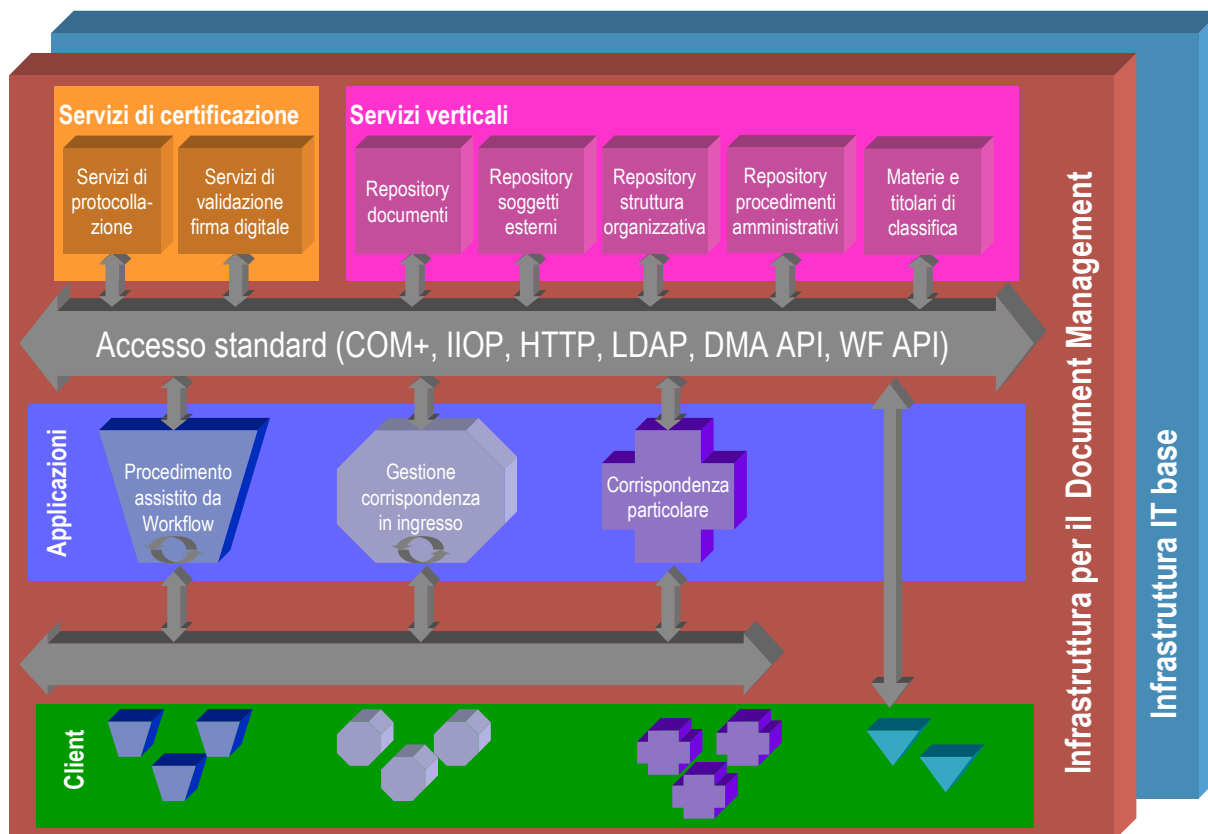 Servizi di certificazione
Servizi di
protocolla-
zione
Servizi di
validazione
firma digitale
Servizi verticali
Repository
documenti
Repository
soggetti
esterni
Repository
struttura
organizzativa
Repository
procedimenti
amministrativi
Materie e
titolari di
classifica
Accesso standard (COM+, IIOP, HTTP, LDAP, DMA API, WF API)
Applicazioni
Procedimento
assistito da
Workflow
Gestione
corrispondenza
in ingresso
Corrispondenza
particolare
Client
Infrastruttura per il Document Management
Infrastruttura IT base